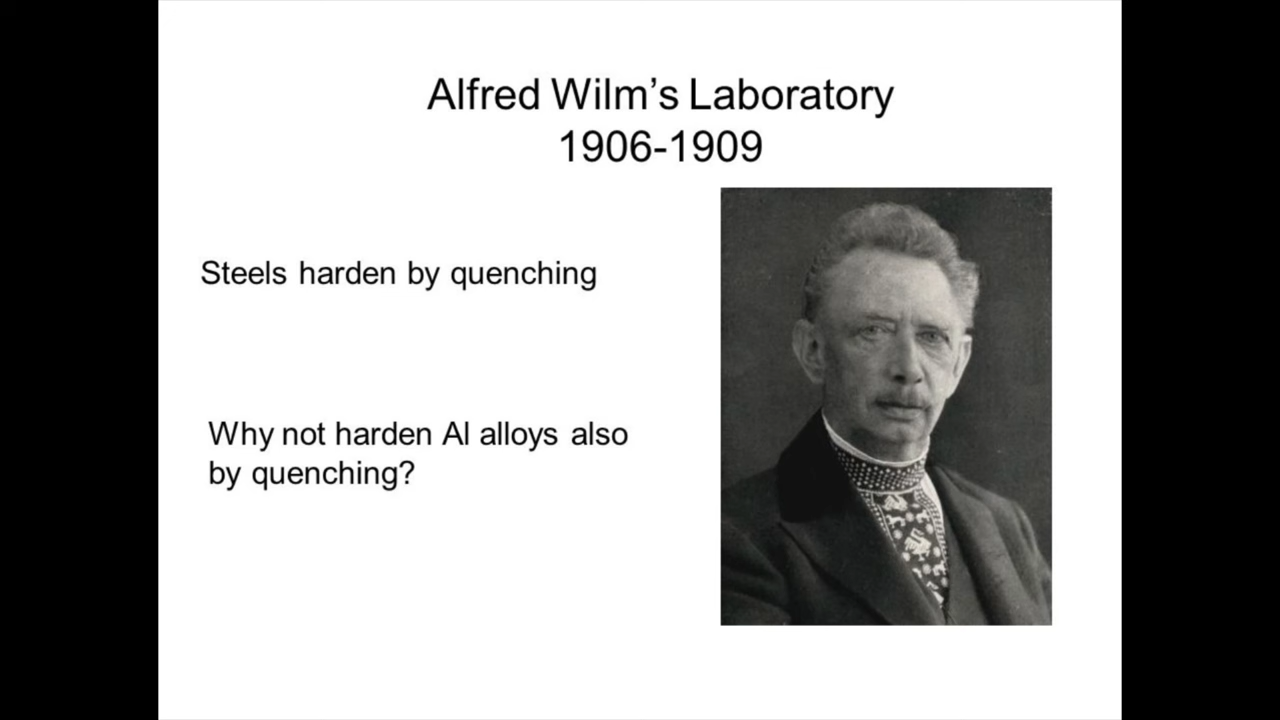 Alfred Wilm’s Laboratory
1906-1909
Steels harden by quenching
Why not harden Al alloys also
by quenching?